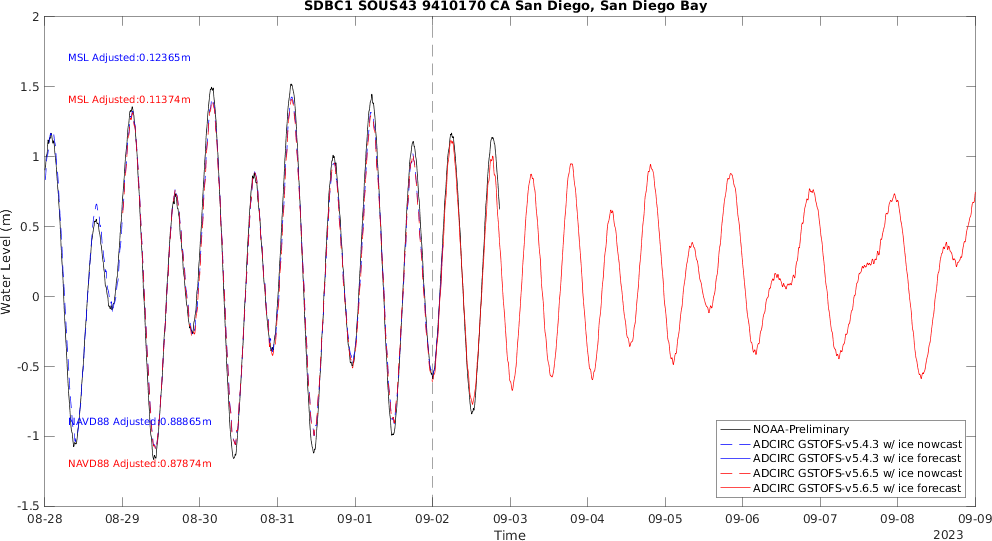 SDBC1 SOUS43 9410170 CA San Diego, San Diego Bay
2
1.5
1
0.5
0
-0.5
-1
-1.5
Water Level (m)
MSL Adjusted:0.12365m
MSL Adjusted:0.11374m
NAVD88 Adjusted:0.88865m
NAVD88 Adjusted:0.87874m
NOAA-Preliminary
ADCIRC GSTOFS-v5.4.3 w/ ice nowcast
ADCIRC GSTOFS-v5.4.3 w/ ice forecast
ADCIRC GSTOFS-v5.6.5 w/ ice nowcast
ADCIRC GSTOFS-v5.6.5 w/ ice forecast
08-28 08-29 08-30 08-31 09-01 09-02 09-03 09-04 09-05 09-06 09-07 09-08 09-09
Time
2023